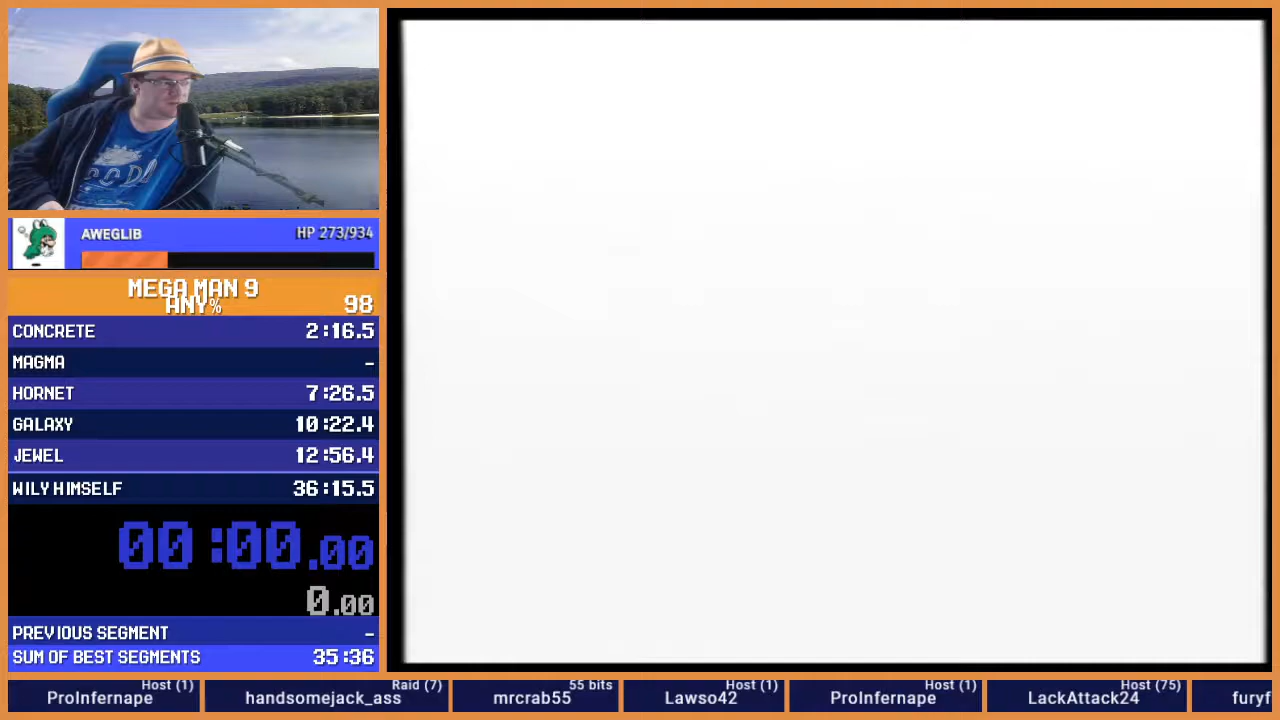 AWEGLIB HP 273/934
MEGA MAN 9
ANY% 98
CONCRETE 2:16.5
MAGMA -
HORNET 7:26.5
GALAXY 10:22.4
JEWEL 12:56.4
WILY HIMSELF 36:15.5
00:00.00
0.00
PREVIOUS SEGMENT -
SUM OF BEST SEGMENTS 35:36
Host (1) Raid (7) 55 bits Host (1) Host (1) Host (75)
ProInfernape handsomejack_ass mrcrab55 Lawso42 ProInfernape LackAttack24 furyf